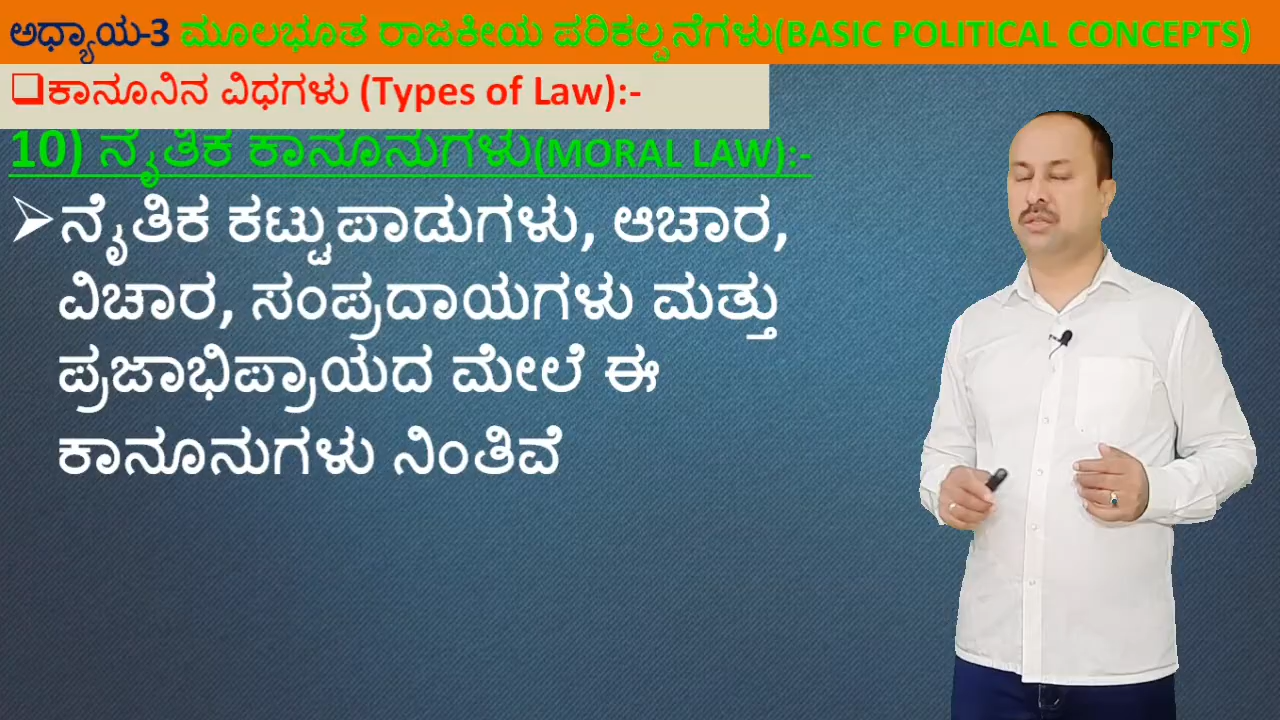 ಅಧ್ಯಾಯ-3 ಮೂಲಭೂತ ರಾಜಕೀಯ ಪರಿಕಲ್ಪನೆಗಳು(BASIC POLITICAL CONCEPTS)
❑ಕಾನೂನಿನ ವಿಧಗಳು (Types of Law):-
10) ನೈತಿಕ ಕಾನೂನುಗಳು(MORAL LAW):-
➢ನೈತಿಕ ಕಟ್ಟುಪಾಡುಗಳು, ಆಚಾರ,
ವಿಚಾರ, ಸಂಪ್ರದಾಯಗಳು ಮತ್ತು
ಪ್ರಜಾಭಿಪ್ರಾಯದ ಮೇಲೆ ಈ
ಕಾನೂನುಗಳು ನಿಂತಿವೆ